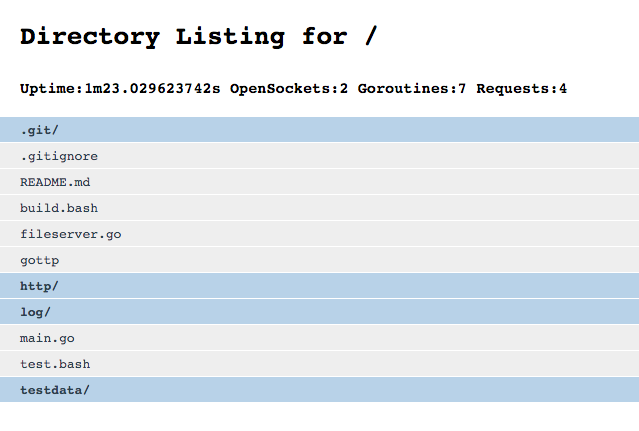 Directory Listing for /
Uptime:1m23.029623742s OpenSockets:2 Goroutines:7 Requests:4
.git/
.gitignore
README.md
build.bash
fileserver.go
gottp
http/
log/
main.go
test.bash
testdata/